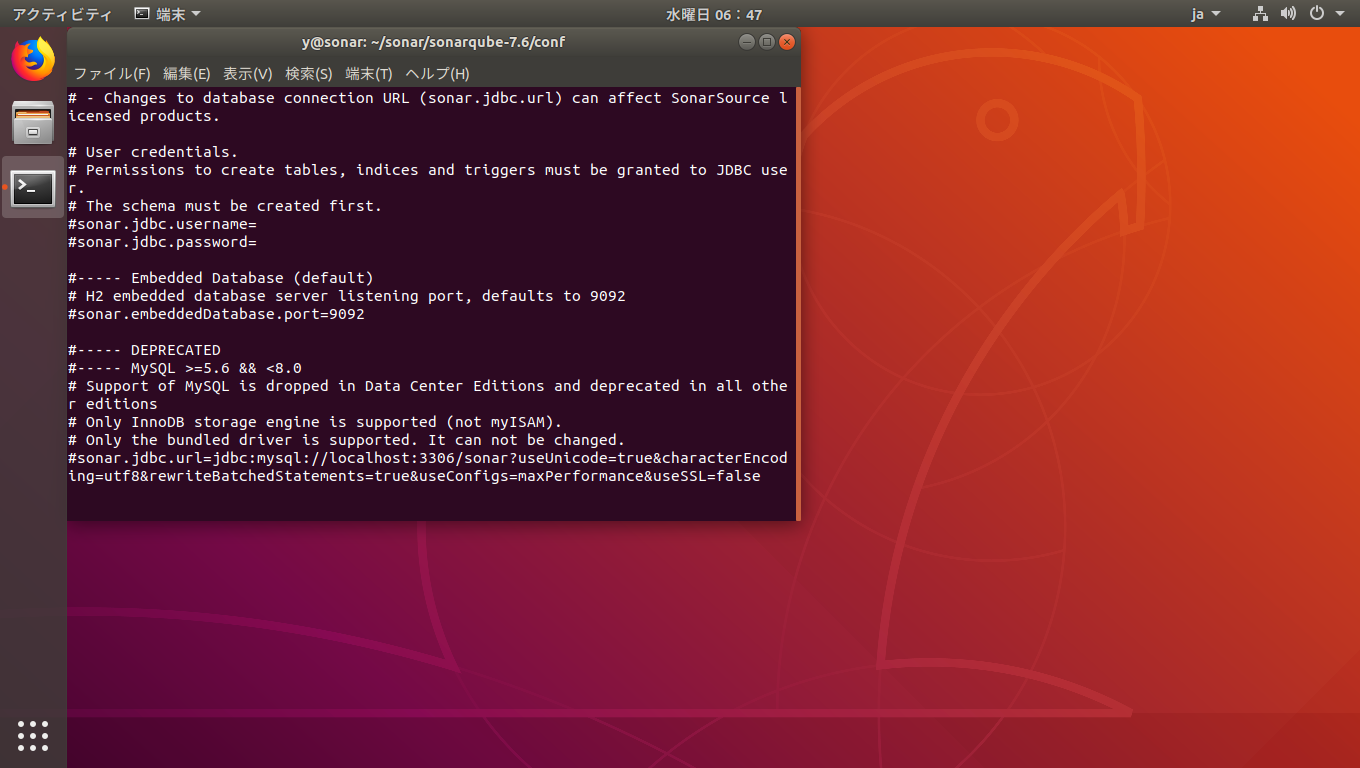 アクティビティ 端末 水曜日 06：47 ja
y@sonar: ~/sonar/sonarqube-7.6/conf
ファイル(F) 編集(E) 表示(V) 検索(S) 端末(T) ヘルプ(H)
# - Changes to database connection URL (sonar.jdbc.url) can affect SonarSource l
icensed products.
# User credentials.
# Permissions to create tables, indices and triggers must be granted to JDBC use
r.
# The schema must be created first.
#sonar.jdbc.username=
#sonar.jdbc.password=
#----- Embedded Database (default)
# H2 embedded database server listening port, defaults to 9092
#sonar.embeddedDatabase.port=9092
#----- DEPRECATED
#----- MySQL >=5.6 && <8.0
# Support of MySQL is dropped in Data Center Editions and deprecated in all othe
r editions
# Only InnoDB storage engine is supported (not myISAM).
# Only the bundled driver is supported. It can not be changed.
#sonar.jdbc.url=jdbc:mysql://localhost:3306/sonar?useUnicode=true&characterEncod
ing=utf8&rewriteBatchedStatements=true&useConfigs=maxPerformance&useSSL=false